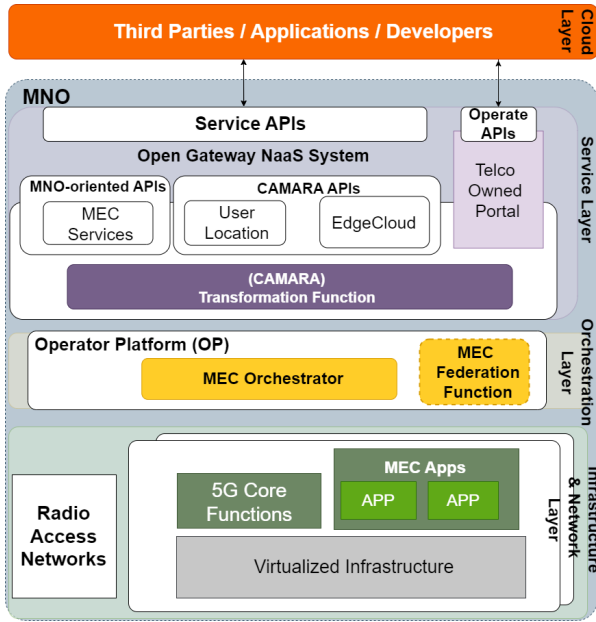 Third Parties / Applications / Developers
Cloud
Layer
MNO
Service APIs
Operate
APIs
Open Gateway NaaS System
Telco
Owned
Portal
Service Layer
MNO-oriented APIs
MEC
Services
CAMARA APIs
User
Location
EdgeCloud
(CAMARA)
Transformation Function
Operator Platform (OP)
MEC Orchestrator
MEC
Federation
Function
Orchestration
Layer
Radio
Access
Networks
5G Core
Functions
MEC Apps
APP
APP
Virtualized Infrastructure
Infrastructure
& Network
Layer